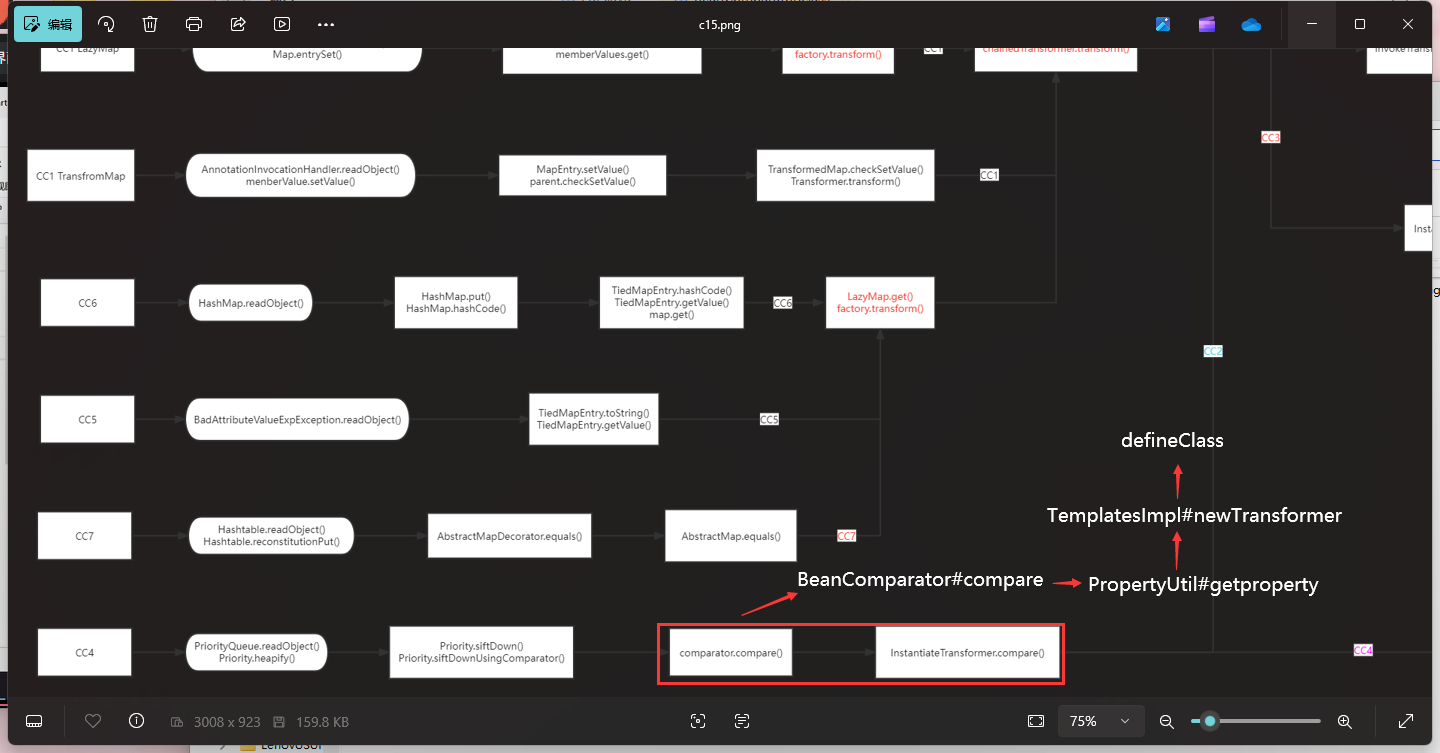 编辑
c15.png
CC1 LazyMap
Map.entrySet()
memberValues.get()
factory.transform()
CC1
chainedTransformer.transform()
CC3
CC1 TransfromMap
AnnotationInvocationHandler.readObject()
menberValue.setValue()
MapEntry.setValue()
parent.checkSetValue()
TransformedMap.checkSetValue()
Transformer.transform()
CC1
CC6
HashMap.readObject()
HashMap.put()
HashMap.hashCode()
TiedMapEntry.hashCode()
TiedMapEntry.getValue()
map.get()
CC6
LazyMap.get()
factory.transform()
CC2
CC5
BadAttributeValueExpException.readObject()
TiedMapEntry.toString()
TiedMapEntry.getValue()
CC5
defineClass
TemplatesImpl#newTransformer
CC7
Hashtable.readObject()
Hashtable.reconstitutionPut()
AbstractMapDecorator.equals()
AbstractMap.equals()
CC7
BeanComparator#compare
PropertyUtil#getproperty
CC4
PriorityQueue.readObject()
Priority.heapify()
Priority.siftDown()
Priority.siftDownUsingComparator()
comparator.compare()
InstantiateTransformer.compare()
CC4
3008 x 923
159.8 KB
75%